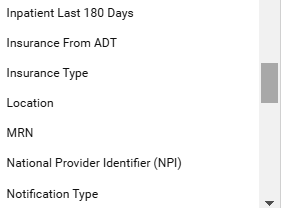 Inpatient Last 180 Days
Insurance From ADT
Insurance Type
Location
MRN
National Provider Identifier (NPI)
Notification Type